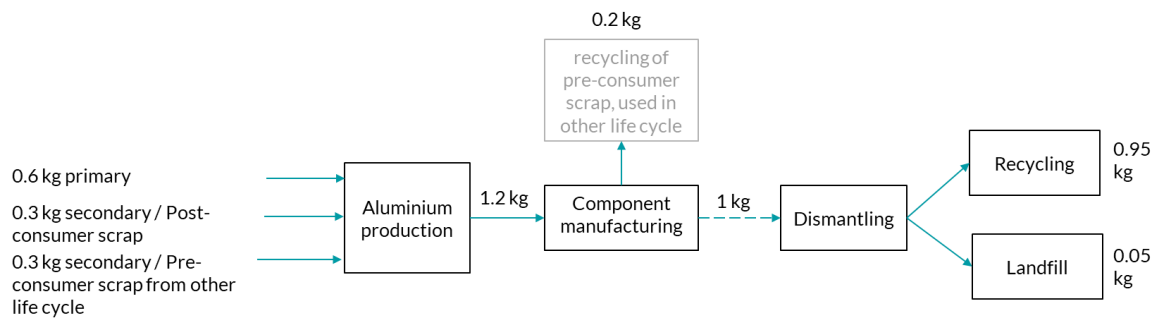 0.2 kg
recycling of
pre-consumer
scrap, used in
other life cycle
0.6 kg primary
0.3 kg secondary / Post-
consumer scrap
0.3 kg secondary / Pre-
consumer scrap from other
life cycle
Aluminium
production
1.2 kg
Component
manufacturing
1 kg
Dismantling
Recycling
0.95
kg
Landfill
0.05
kg